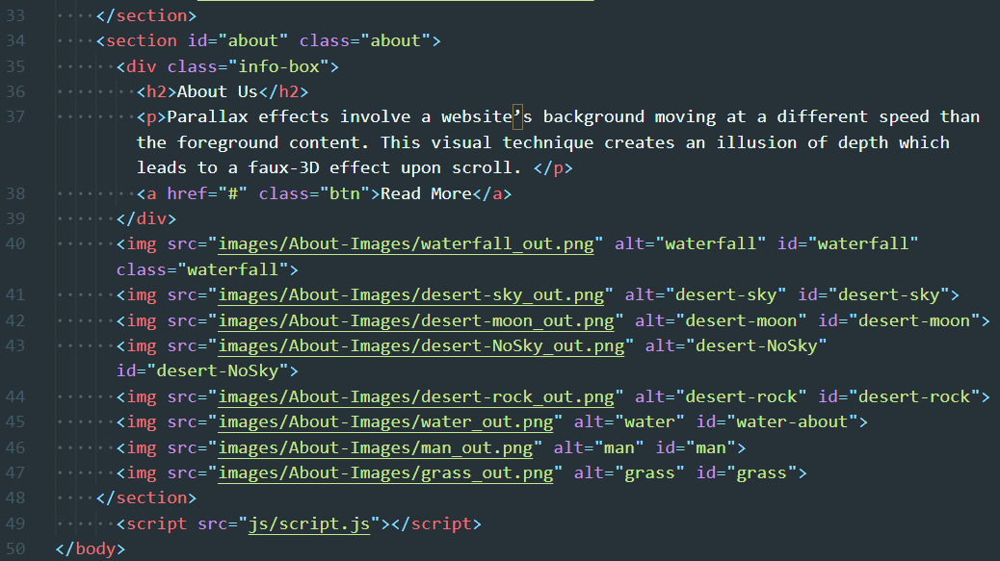 33 </section>
34 <section id="about" class="about">
35 <div class="info-box">
36 <h2>About Us</h2>
37 <p>Parallax effects involve a website’s background moving at a different speed than
the foreground content. This visual technique creates an illusion of depth which
leads to a faux-3D effect upon scroll. </p>
38 <a href="#" class="btn">Read More</a>
39 </div>
40 <img src="images/About-Images/waterfall_out.png" alt="waterfall" id="waterfall"
class="waterfall">
41 <img src="images/About-Images/desert-sky_out.png" alt="desert-sky" id="desert-sky">
42 <img src="images/About-Images/desert-moon_out.png" alt="desert-moon" id="desert-moon">
43 <img src="images/About-Images/desert-NoSky_out.png" alt="desert-NoSky"
id="desert-NoSky">
44 <img src="images/About-Images/desert-rock_out.png" alt="desert-rock" id="desert-rock">
45 <img src="images/About-Images/water_out.png" alt="water" id="water-about">
46 <img src="images/About-Images/man_out.png" alt="man" id="man">
47 <img src="images/About-Images/grass_out.png" alt="grass" id="grass">
48 </section>
49 <script src="js/script.js"></script>
50 </body>